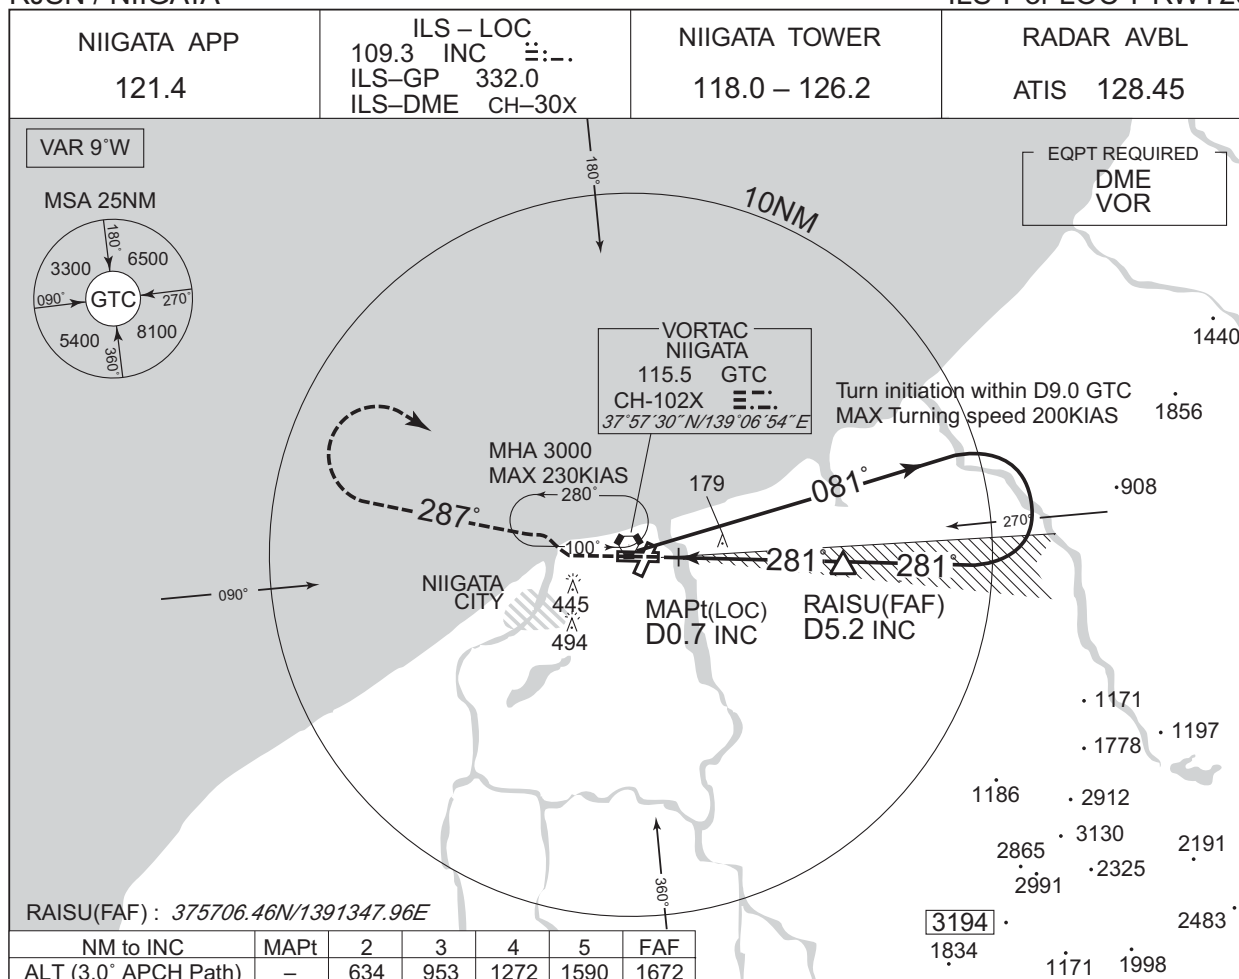 NIIGATA APP
121.4
ILS – LOC
109.3 INC
ILS–GP 332.0
ILS–DME CH–30X
NIIGATA TOWER
118.0 – 126.2
RADAR AVBL
ATIS 128.45
VAR 9°W
MSA 25NM
180°
3300
6500
090°
GTC
270°
5400
8100
360°
EQPT REQUIRED
DME
VOR
180°
10NM
VORTAC
NIIGATA
115.5 GTC
CH-102X
37°57′30″N/139°06′54″E
1440
Turn initiation within D9.0 GTC
MAX Turning speed 200KIAS
1856
MHA 3000
MAX 230KIAS
280°
179
081°
908
287°
270°
100°
281°
281°
090°
NIIGATA
CITY
445
494
MAPt(LOC)
D0.7 INC
RAISU(FAF)
D5.2 INC
1171
1197
1778
1186
2912
3130
2865
2191
2325
2991
360°
3194
2483
1834
1171
1998
RAISU(FAF) : 375706.46N/1391347.96E
NM to INC MAPt 2 3 4 5 FAF
ALT (3.0° APCH Path) – 634 953 1272 1590 1672